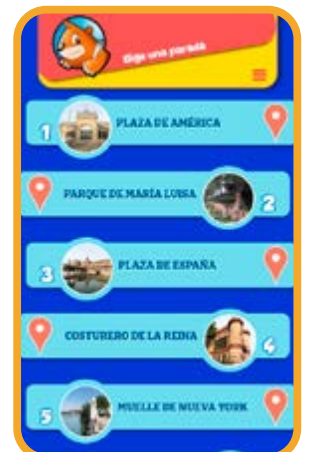 Elige una parada
1 PLAZA DE AMÉRICA
PARQUE DE MARÍA LUISA 2
3 PLAZA DE ESPAÑA
COSTURERO DE LA REINA 4
5 MUELLE DE NUEVA YORK